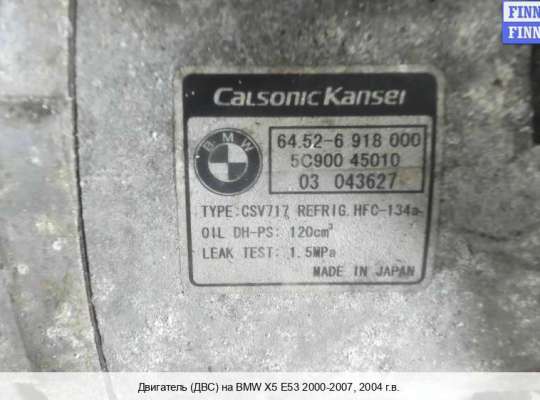 FINN
FINN
CALSONIC KANSEI
BMW
64.52-6 918 000
5C900 45010
03 043627
TYPE:CSV717 REFRIG.HFC-134a
OIL DH-PS: 120cm³
LEAK TEST: 1.5MPa
MADE IN JAPAN
Двигатель (ДВС) на BMW X5 E53 2000-2007, 2004 г.в.